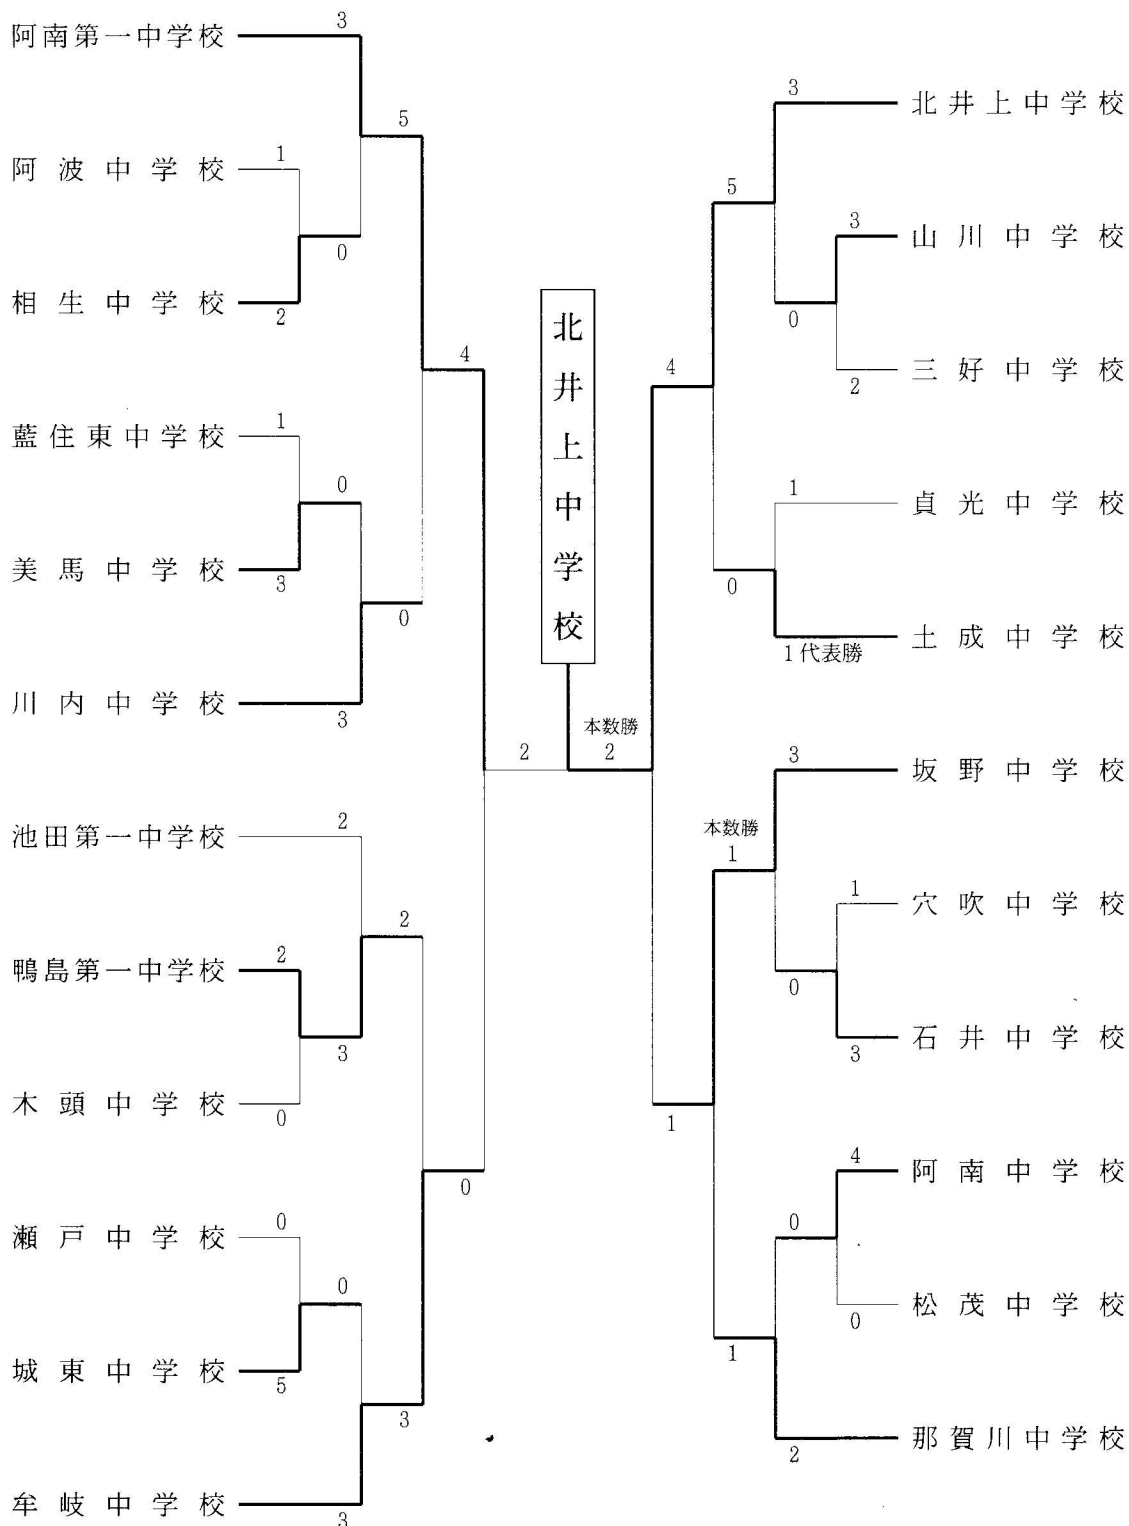 阿南第一中学校
3
5
阿波中学校
1
0
相生中学校
2
4
藍住東中学校
1
0
美馬中学校
3
0
川内中学校
3
2
池田第一中学校
2
2
鴨島第一中学校
2
3
木頭中学校
0
0
瀬戸中学校
0
0
城東中学校
5
3
牟岐中学校
3
北井上中学校
本数勝
2
3
北井上中学校
5
3
山川中学校
0
2
三好中学校
4
1
貞光中学校
0
1代表勝
土成中学校
3
坂野中学校
本数勝
1
1
穴吹中学校
0
3
石井中学校
1
4
阿南中学校
0
0
松茂中学校
1
2
那賀川中学校